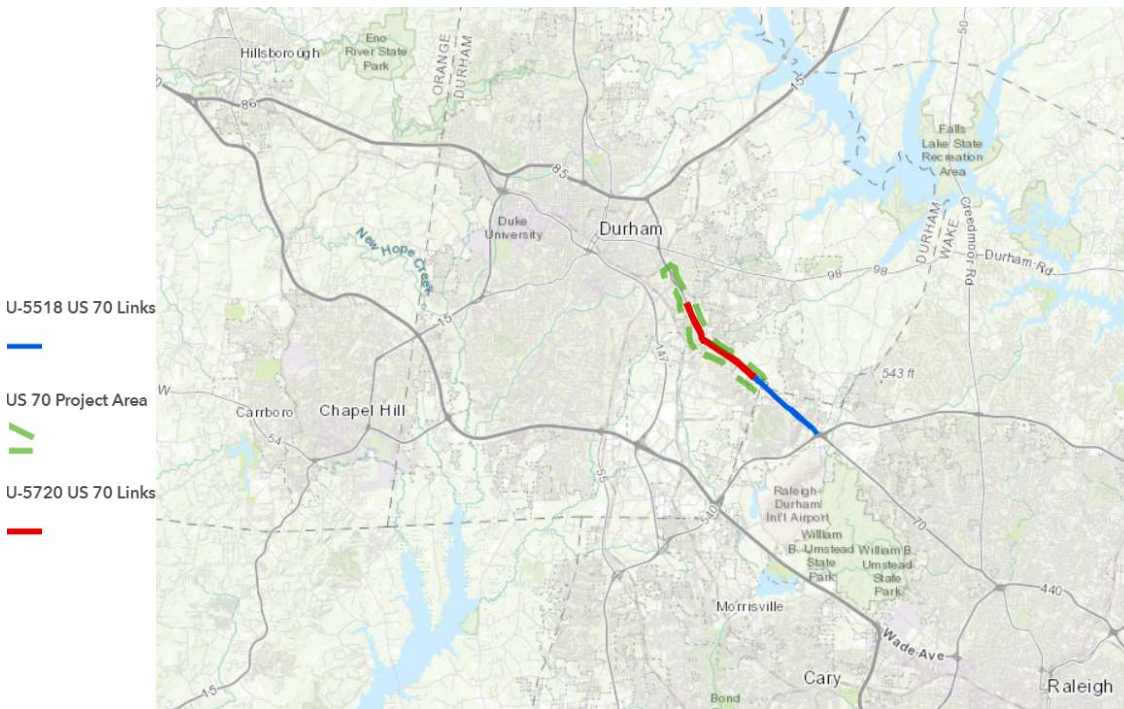 Hillsborough
Eno
River State
Park
ORANGE
DURHAM
86
15
50
Falls
Lake State
Recreation
Area
85
Duke
University
Durham
New Hope Creek
DURHAM
WAKE
Creedmoor-Rd
Durham-Rd
98
98
U-5518 US 70 Links
15
147
543 ft
US 70 Project Area
W
Carrboro
Chapel Hill
54
55
U-5720 US 70 Links
Raleigh-
Durham
Int'l Airport
540
70
William
B. Umstead
State
Park
William B.
Umstead
State
Park
440
Morrisville
Wade-Ave
15
Cary
Raleigh
Bond